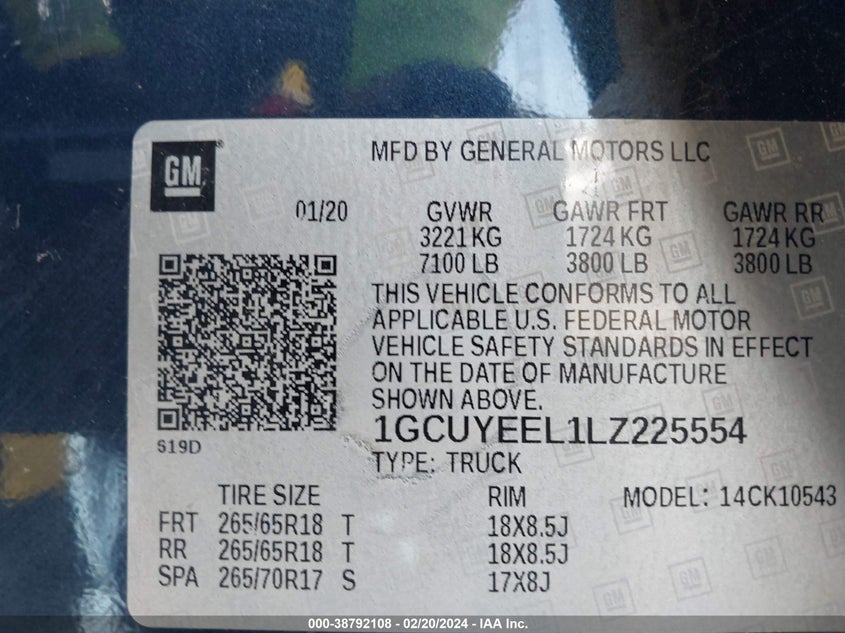 GM
MFD BY GENERAL MOTORS LLC
01/20 GVWR GAWR FRT GAWR RR
3221 KG 1724 KG 1724 KG
7100 LB 3800 LB 3800 LB
THIS VEHICLE CONFORMS TO ALL
APPLICABLE U.S. FEDERAL MOTOR
VEHICLE SAFETY STANDARDS IN EFFECT
ON THE DATE OF MANUFACTURE
SHOWN ABOVE.
1GCUYEEL1LZ225554
S19D
TYPE: TRUCK
TIRE SIZE RIM MODEL: 14CK10543
FRT 265/65R18 T 18X8.5J
RR 265/65R18 T 18X8.5J
SPA 265/70R17 S 17X8J
000-38792108 - 02/20/2024 - IAA Inc.